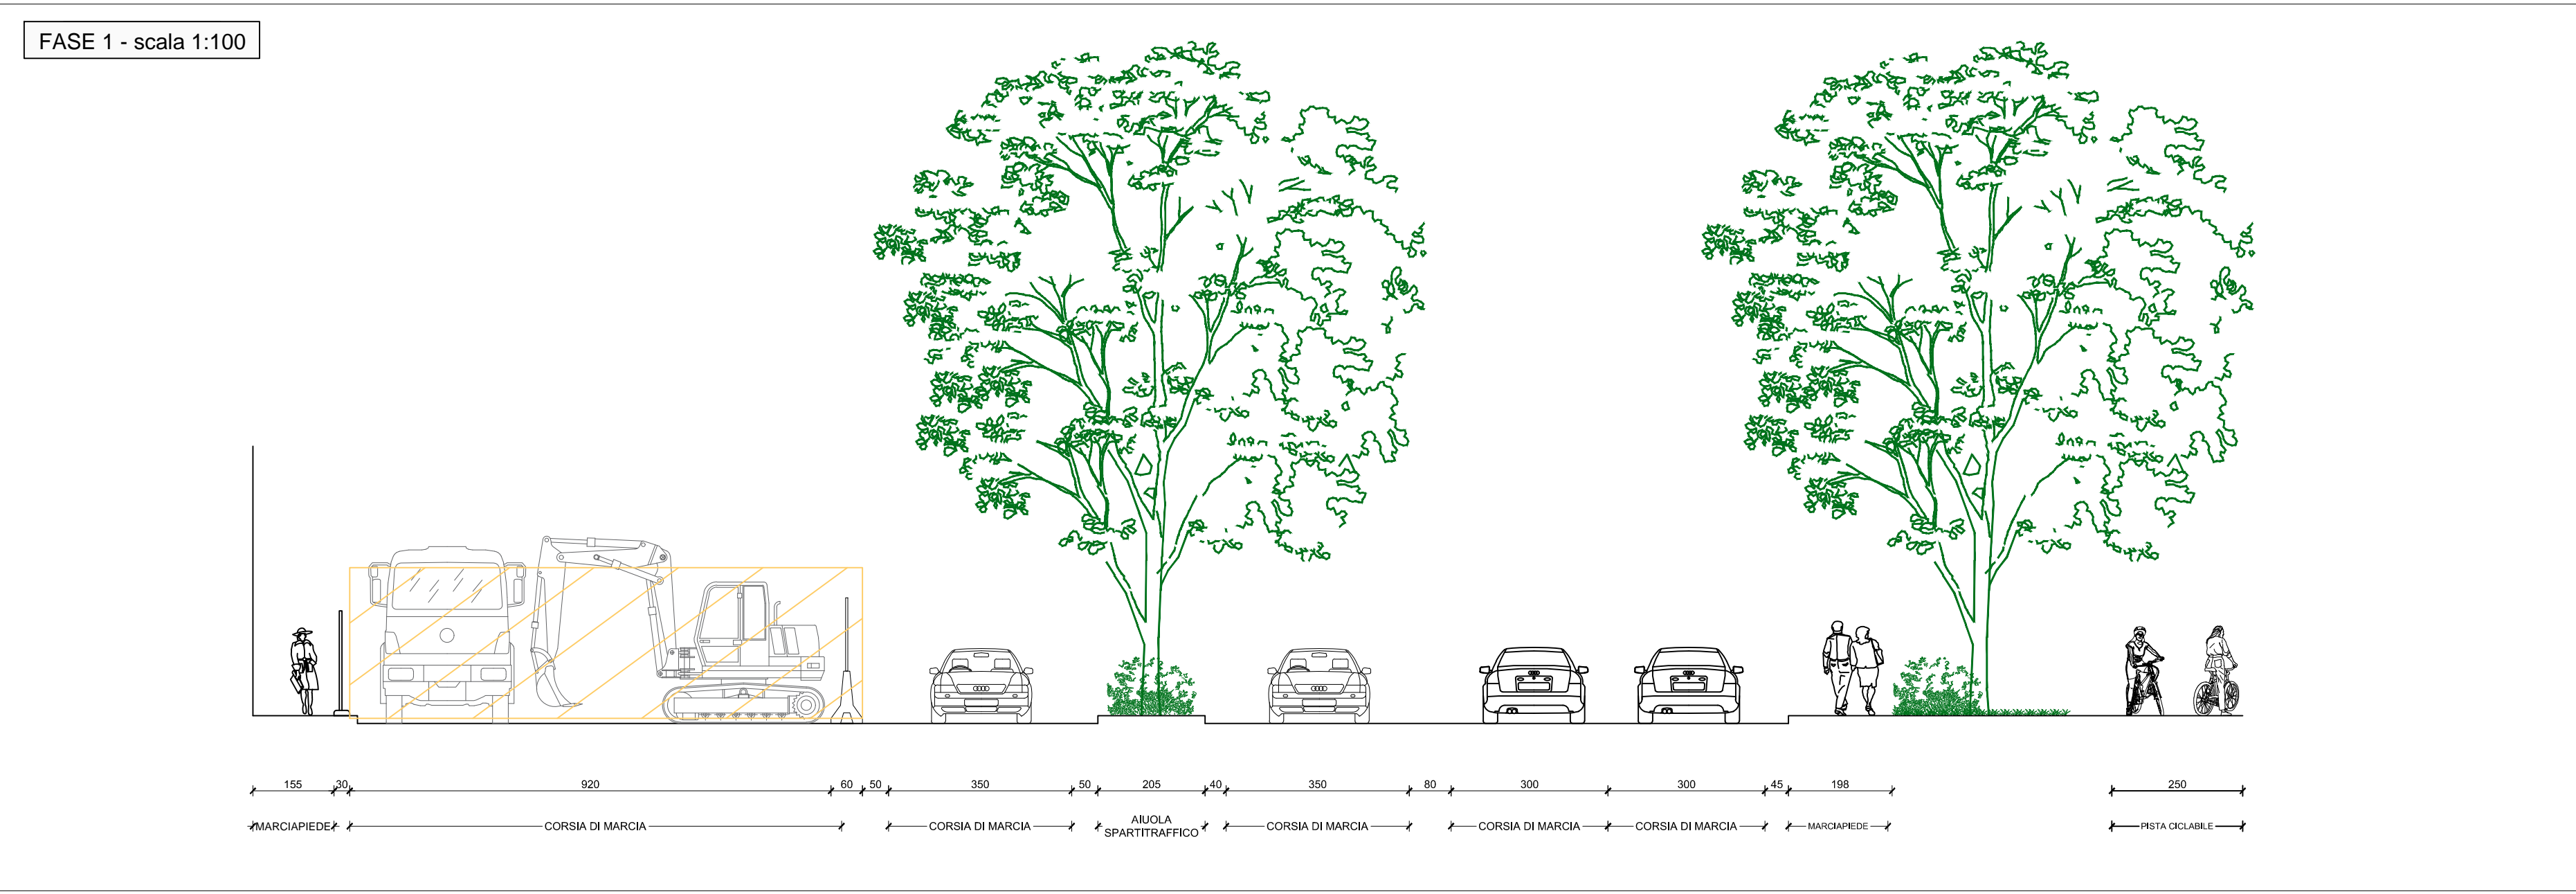 FASE 1 - scala 1:100
155 30 920 60 50 350 50 205 40 350 80 300 300 45 198 250
MARCIAPIEDE CORSIA DI MARCIA CORSIA DI MARCIA AIUOLA SPARTITRAFFICO CORSIA DI MARCIA CORSIA DI MARCIA CORSIA DI MARCIA MARCIAPIEDE PISTA CICLABILE